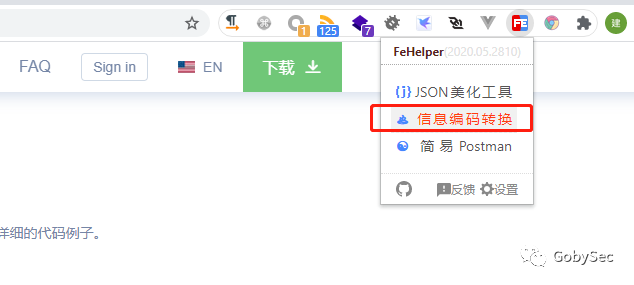 125
7
FE
建
FAQ
Sign in
EN
下载
FeHelper(2020.05.2810)
{j} JSON美化工具
信息编码转换
简 易 Postman
反馈
设置
详细的代码例子。
GobySec